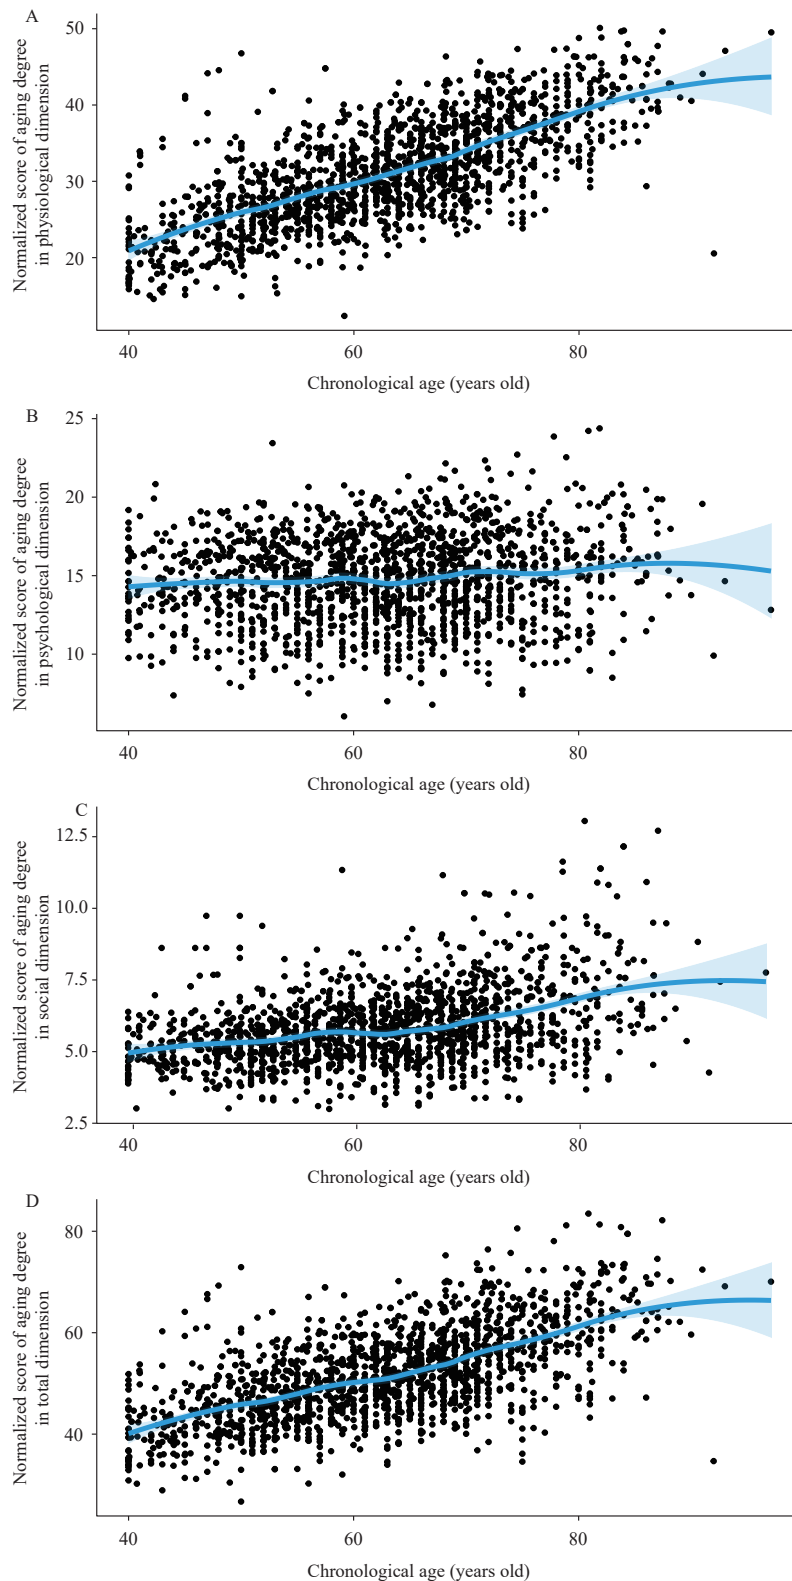 A
50
40
30
20
Normalized score of aging degree
in physiological dimension
40 60 80
Chronological age (years old)
B
25
20
15
10
Normalized score of aging degree
in psychological dimension
40 60 80
Chronological age (years old)
C
12.5
10.0
7.5
5.0
2.5
Normalized score of aging degree
in social dimension
40 60 80
Chronological age (years old)
D
80
60
40
Normalized score of aging degree
in total dimension
40 60 80
Chronological age (years old)